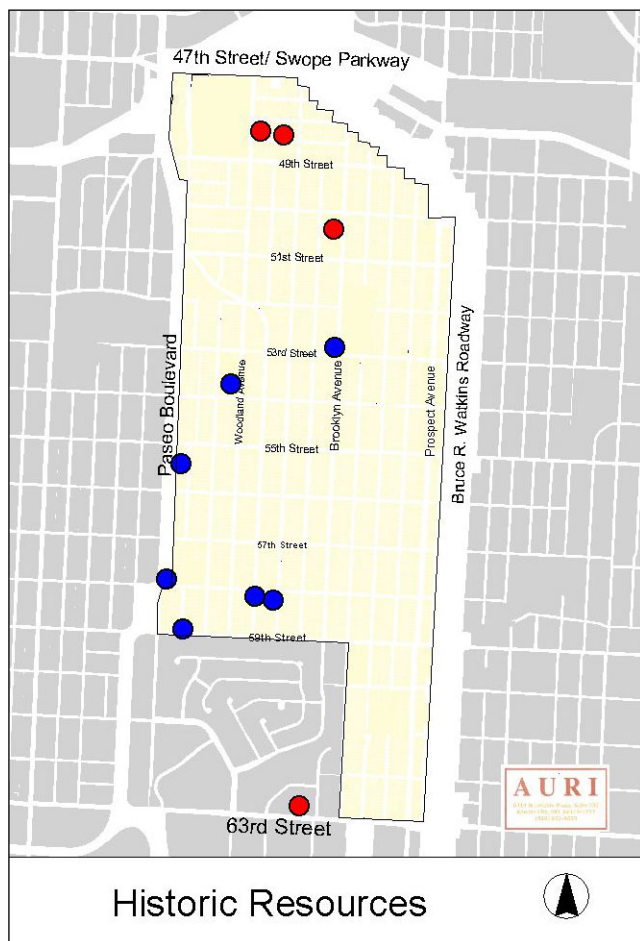 47th Street/ Swope Parkway
49th Street
51st Street
53rd Street
Woodland Avenue
Brooklyn Avenue
Prospect Avenue
Bruce R. Watkins Roadway
Paseo Boulevard
55th Street
57th Street
59th Street
63rd Street
AURI
Historic Resources